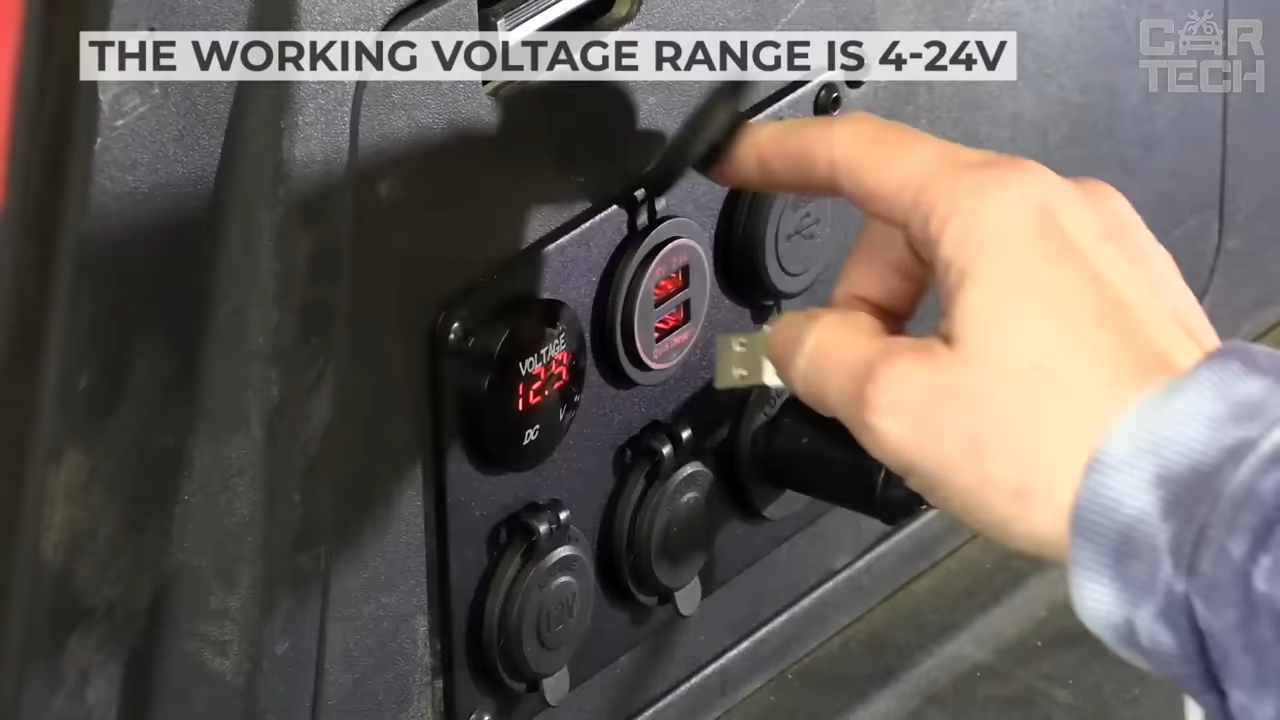 THE WORKING VOLTAGE RANGE IS 4-24V
CAR
TECH
VOLTAGE
12.5
V
DC
12V